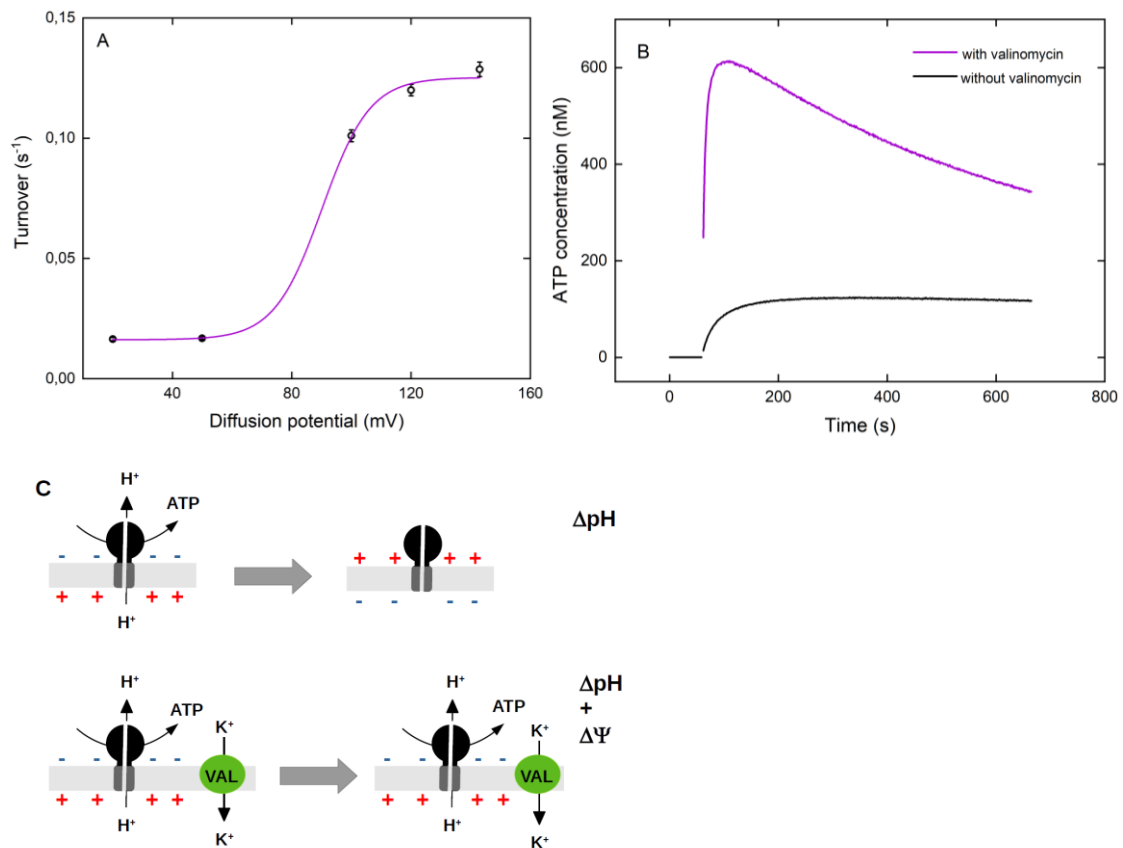 A
0,15
0,10
0,05
0,00
Turnover (s⁻¹)
40
80
120
160
Diffusion potential (mV)
B
with valinomycin
without valinomycin
600
400
200
0
ATP concentration (nM)
0
200
400
600
800
Time (s)
C
H⁺
ATP
- - - -
+ + + +
H⁺
+ + + +
- - - -
ΔpH
H⁺
ATP
K⁺
- - - -
VAL
+ + + +
H⁺
K⁺
H⁺
ATP
K⁺
- - - -
VAL
+ + + +
H⁺
K⁺
ΔpH
+
ΔΨ